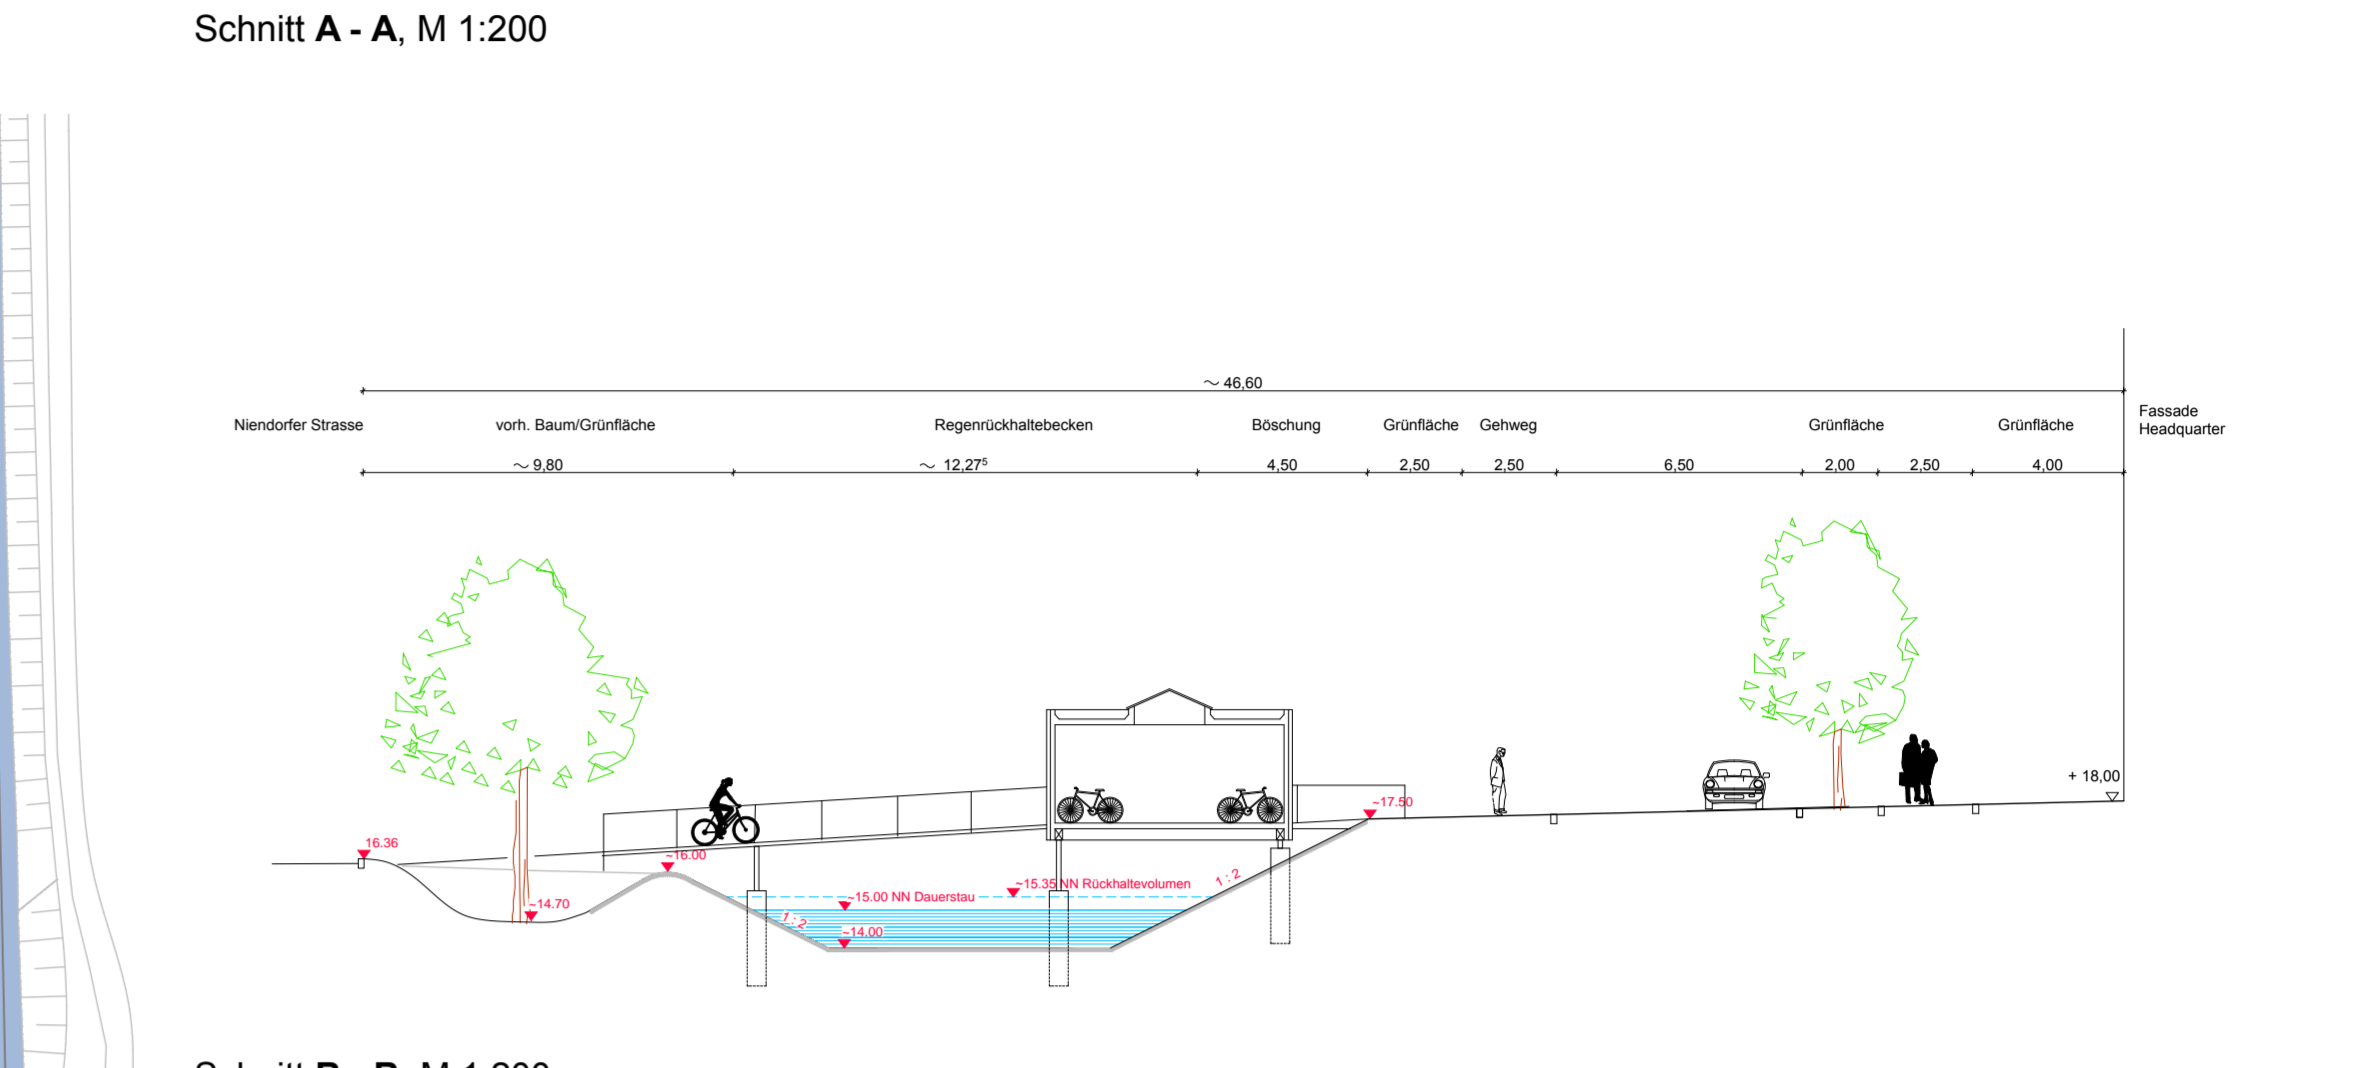 Schnitt A - A, M 1:200
~ 46,60
Niendorfer Strasse
vorh. Baum/Grünfläche
Regenrückhaltebecken
Böschung
Grünfläche
Gehweg
Grünfläche
Grünfläche
Fassade
Headquarter
~ 9,80
~ 12,27⁵
4,50
2,50
2,50
6,50
2,00
2,50
4,00
+ 18,00
~17.50
16.36
~16.00
~15.35 NN Rückhaltevolumen
1 : 2
~15.00 NN Dauerstau
~14.70
1 : 2
~14.00
Schnitt B - B, M 1:200